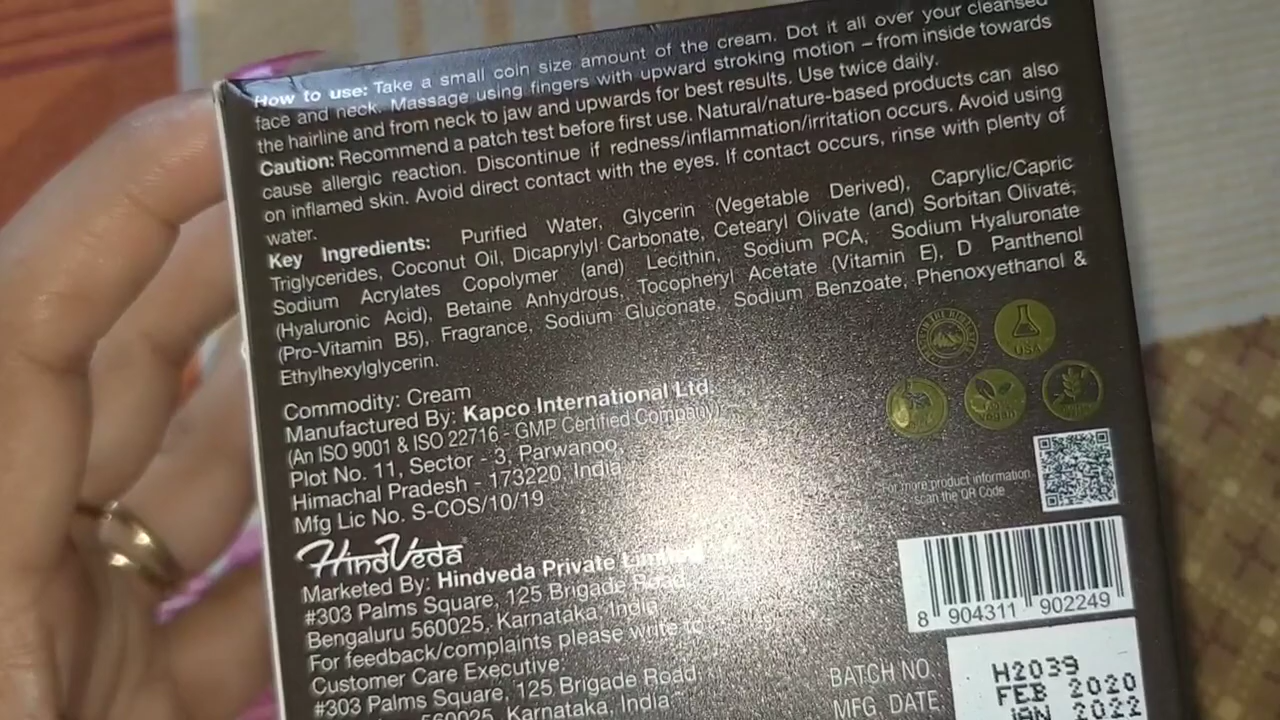 How to use: Take a small coin size amount of the cream. Dot it all over your cleansed
face and neck. Massage using fingers with upward stroking motion – from inside towards
the hairline and from neck to jaw and upwards for best results. Use twice daily.
Caution: Recommend a patch test before first use. Natural/nature-based products can also
cause allergic reaction. Discontinue if redness/inflammation/irritation occurs. Avoid using
on inflamed skin. Avoid direct contact with the eyes. If contact occurs, rinse with plenty of
water.
Key Ingredients: Purified Water, Glycerin (Vegetable Derived), Caprylic/Capric
Triglycerides, Coconut Oil, Dicaprylyl Carbonate, Cetearyl Olivate (and) Sorbitan Olivate,
Sodium Acrylates Copolymer (and) Lecithin, Sodium PCA, Sodium Hyaluronate
(Hyaluronic Acid), Betaine Anhydrous, Tocopheryl Acetate (Vitamin E), D Panthenol
(Pro-Vitamin B5), Fragrance, Sodium Gluconate, Sodium Benzoate, Phenoxyethanol &
Ethylhexylglycerin.
USA
Vegan
Commodity: Cream
Manufactured By: Kapco International Ltd.
(An ISO 9001 & ISO 22716 - GMP Certified Company)
Plot No. 11, Sector - 3, Parwanoo,
Himachal Pradesh - 173220, India
Mfg Lic No. S-COS/10/19
*For more product information
scan the QR Code
HindVeda
Marketed By: Hindveda Private Limited
#303 Palms Square, 125 Brigade Road,
Bengaluru 560025, Karnataka, India
For feedback/complaints please write to:
Customer Care Executive:
#303 Palms Square, 125 Brigade Road,
560025, Karnataka, India
8 904311 902249
BATCH NO. H2039
MFG. DATE FEB 2020
JAN 2022